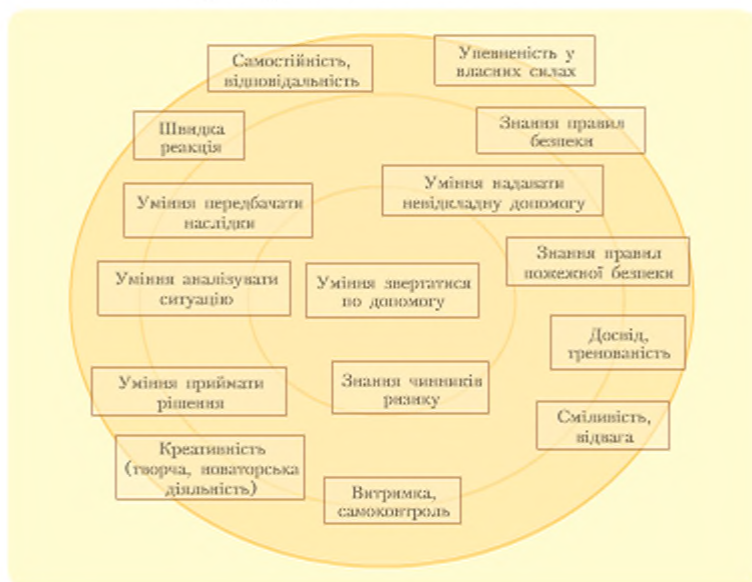 Самостійність,
відповідальність
Упевненість у
власних силах
Швидка
реакція
Знання правил
безпеки
Уміння передбачати
наслідки
Уміння надавати
невідкладну допомогу
Уміння аналізувати
ситуацію
Уміння звертатися
по допомогу
Знання правил
пожежної безпеки
Досвід,
тренованість
Уміння приймати
рішення
Знання чинників
ризику
Сміливість,
відвага
Креативність
(творча, новаторська
діяльність)
Витримка,
самоконтроль